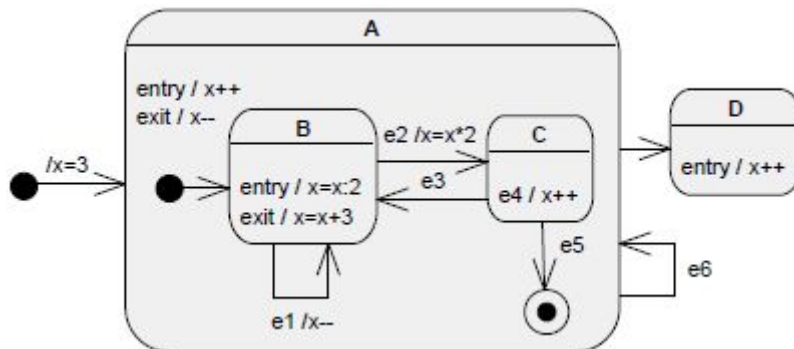 A
entry / x++
exit / x--
/x=3
B
entry / x=x:2
exit / x=x+3
e2 /x=x*2
e3
C
e4 / x++
e5
e1 /x--
D
entry / x++
e6